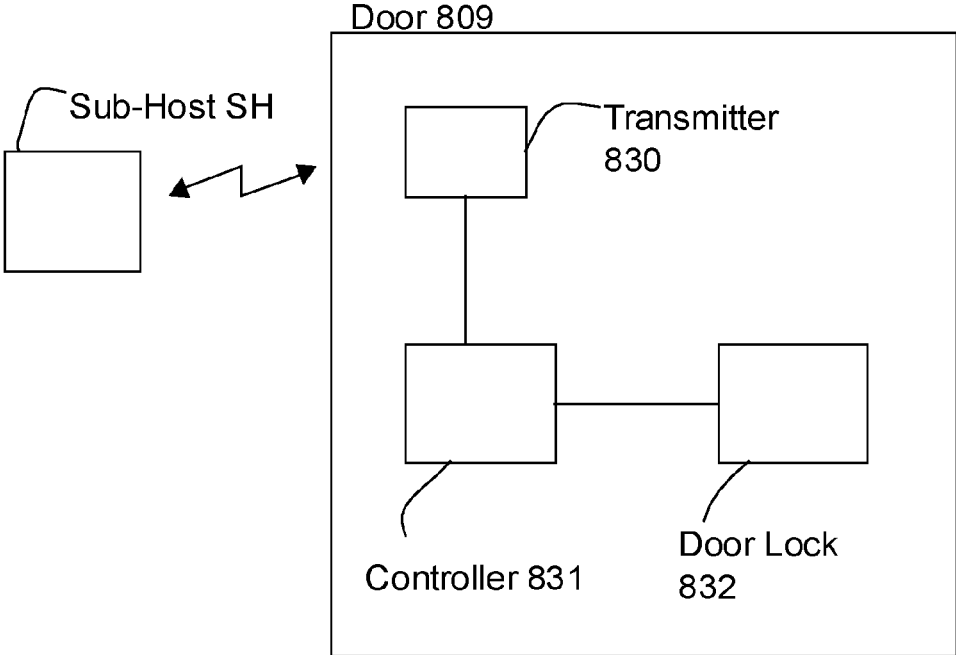 Door 809
Sub-Host SH
Transmitter
830
Controller 831
Door Lock
832